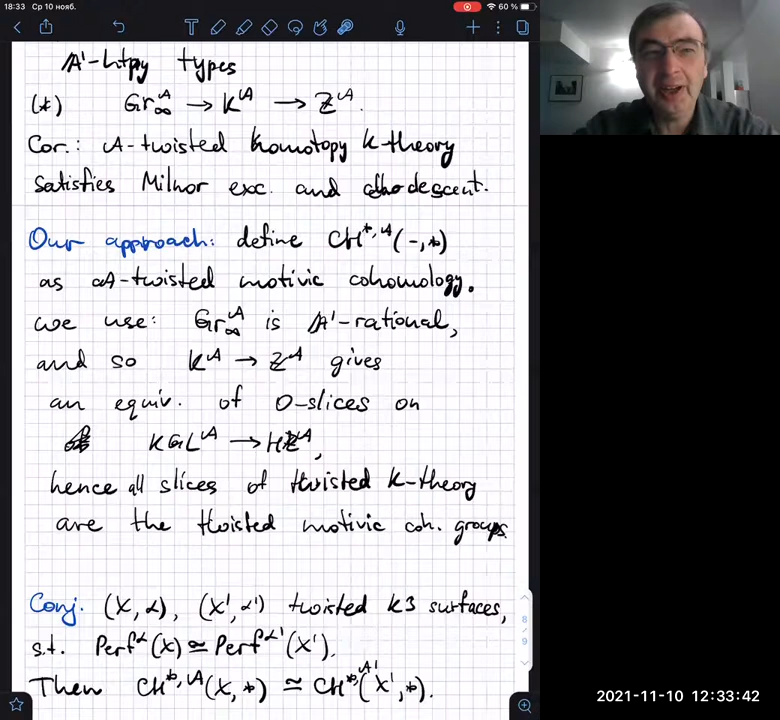 18:33 Ср 10 нояб.
60 %
A¹-htpy types
(*) Gr∞^A → K^A → Z^A.
Cor.: A-twisted homotopy K-theory
satisfies Milnor exc. and cdh descent.
Our approach: define CH^{*,A}(-,*)
as A-twisted motivic cohomology.
we use: Gr∞^A is A¹-rational,
and so K^A → Z^A gives
an equiv. of 0-slices on
KGL^A → HZ^A,
hence all slices of twisted K-theory
are the twisted motivic coh. groups.
Conj. (X, α), (X', α') twisted K3 surfaces,
s.t. Perf^α(X) ≃ Perf^α'(X').
Then CH^{*,A}(X,*) ≃ CH^{*,A'}(X',*).
8
9
2021-11-10 12:33:42